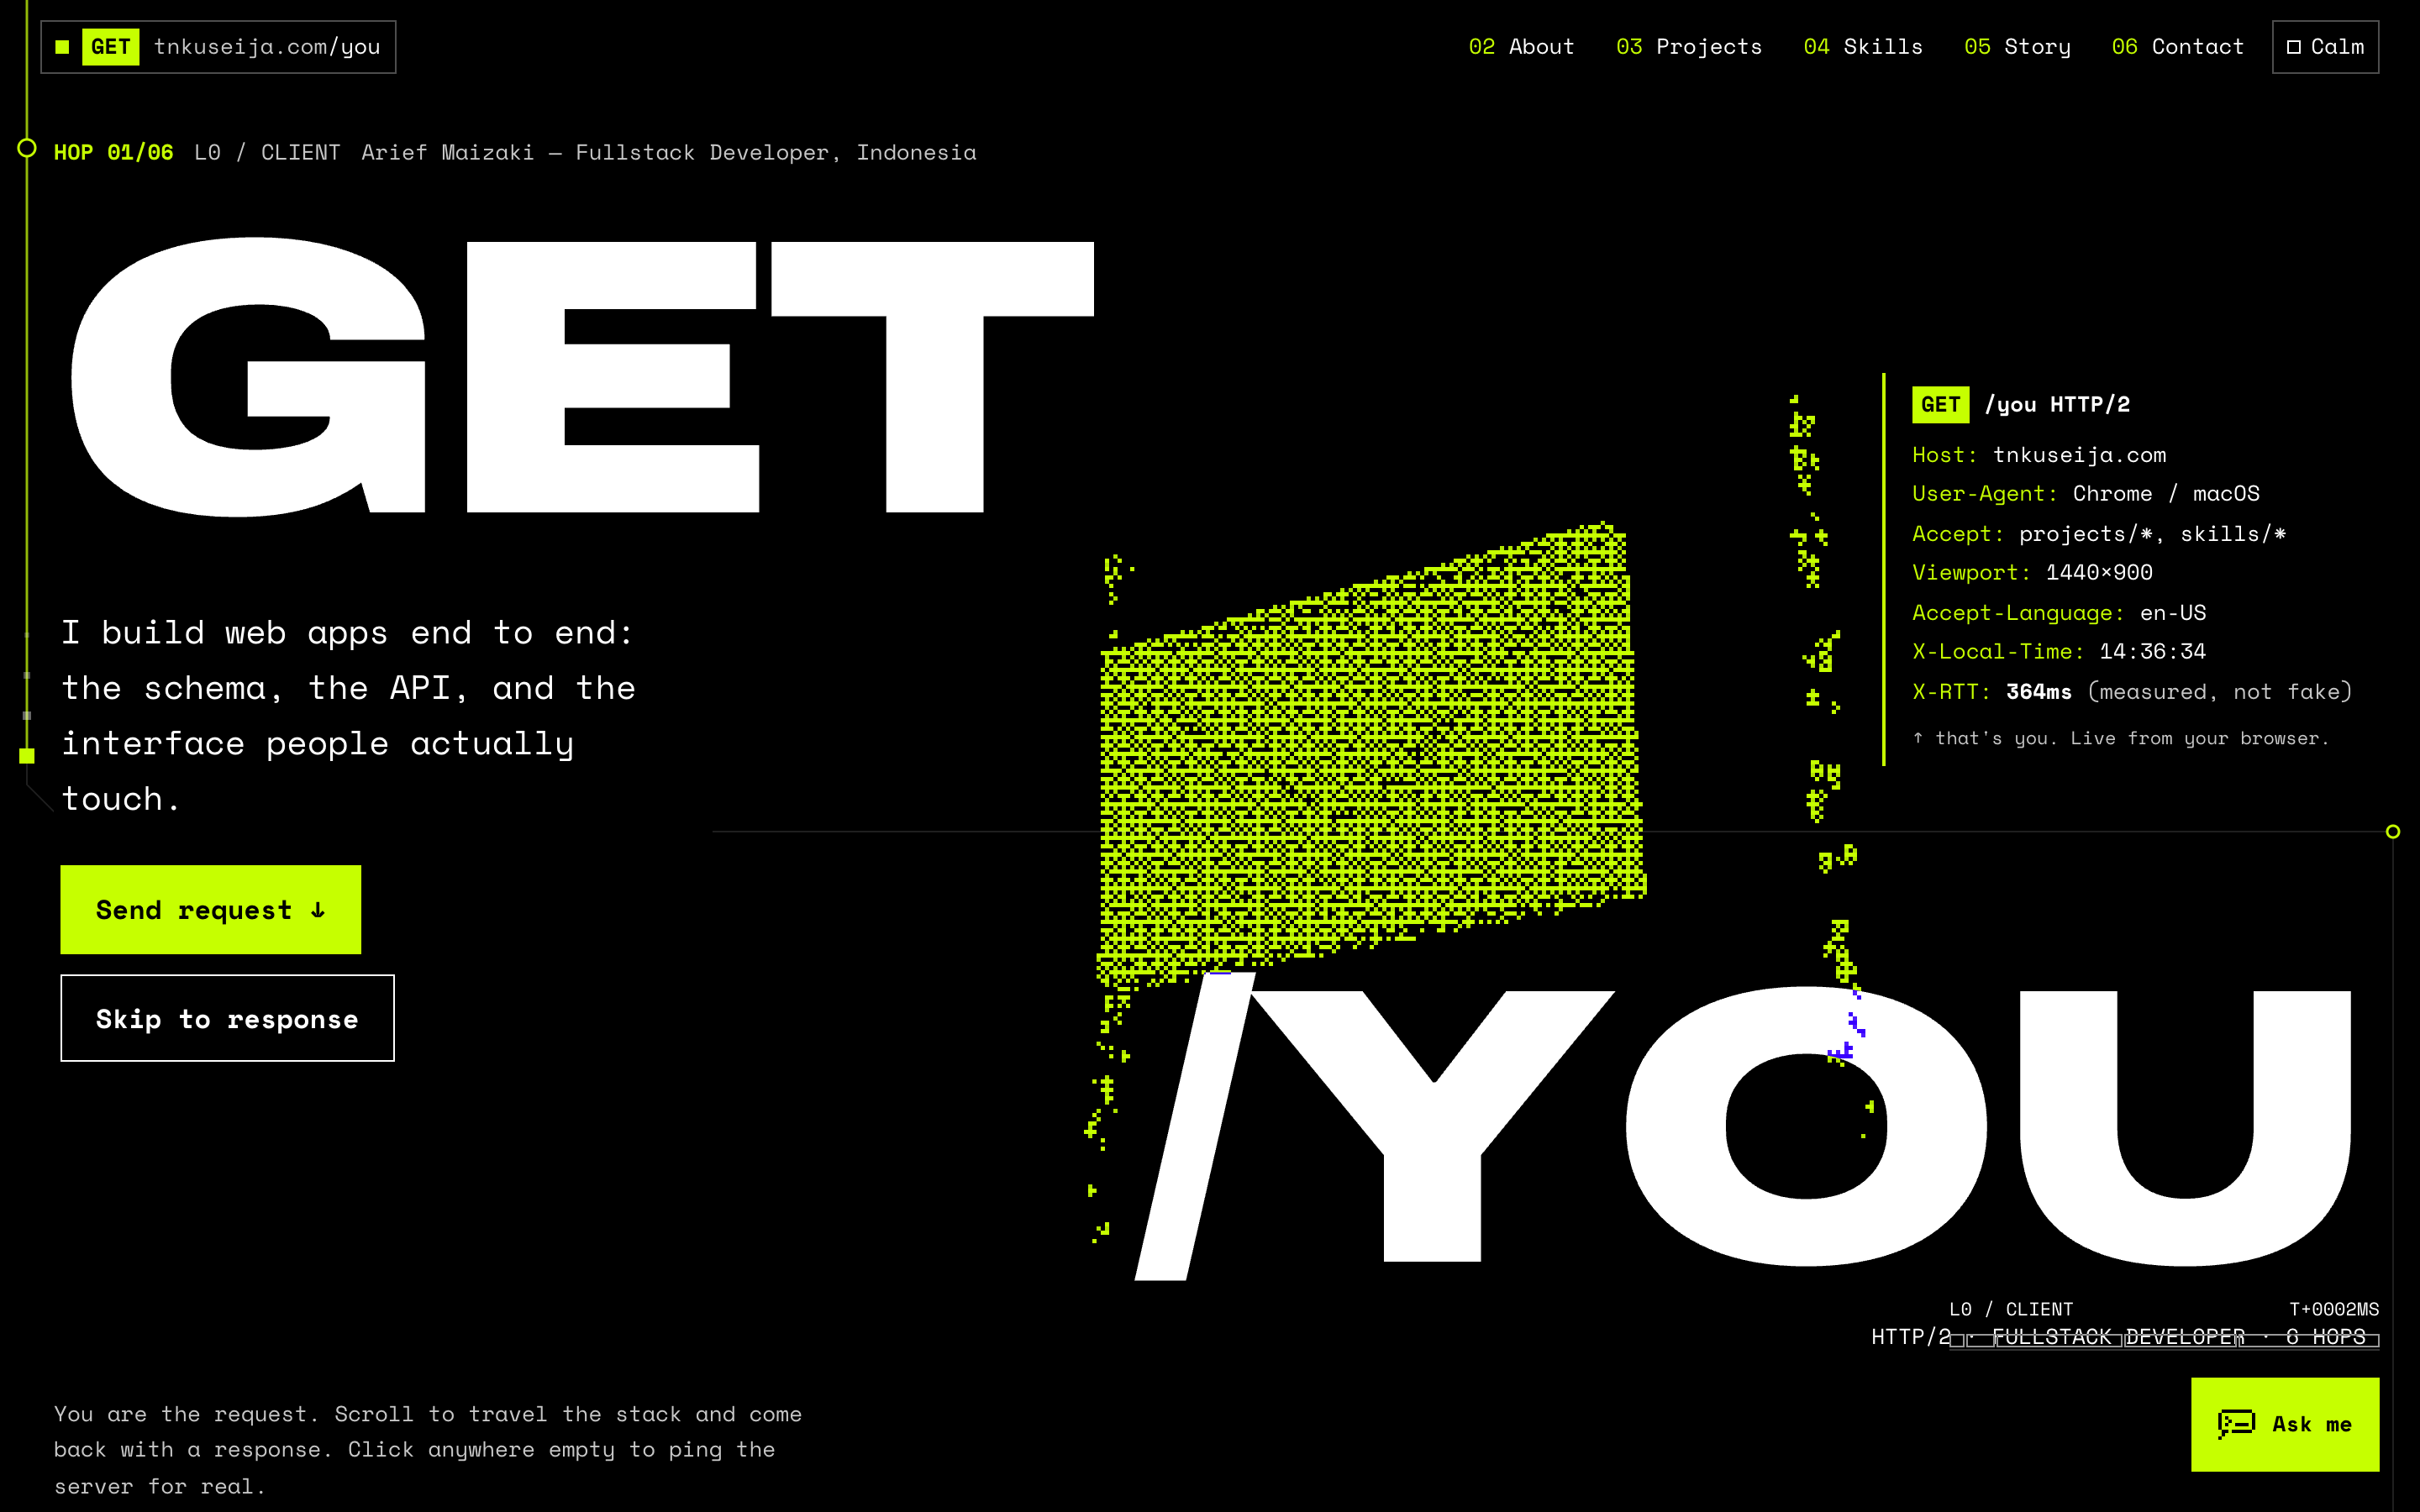 GET tnkuseija.com/you
02 About 03 Projects 04 Skills 05 Story 06 Contact Calm
HOP 01/06 L0 / CLIENT Arief Maizaki — Fullstack Developer, Indonesia
GET
GET /you HTTP/2
Host: tnkuseija.com
User-Agent: Chrome / macOS
Accept: projects/*, skills/*
Viewport: 1440×900
Accept-Language: en-US
X-Local-Time: 14:36:34
X-RTT: 364ms (measured, not fake)
↑ that's you. Live from your browser.
I build web apps end to end:
the schema, the API, and the
interface people actually
touch.
Send request ↓
Skip to response
/YOU
L0 / CLIENT T+0002MS
HTTP/2 · FULLSTACK DEVELOPER · 6 HOPS
You are the request. Scroll to travel the stack and come
back with a response. Click anywhere empty to ping the
server for real.
Ask me